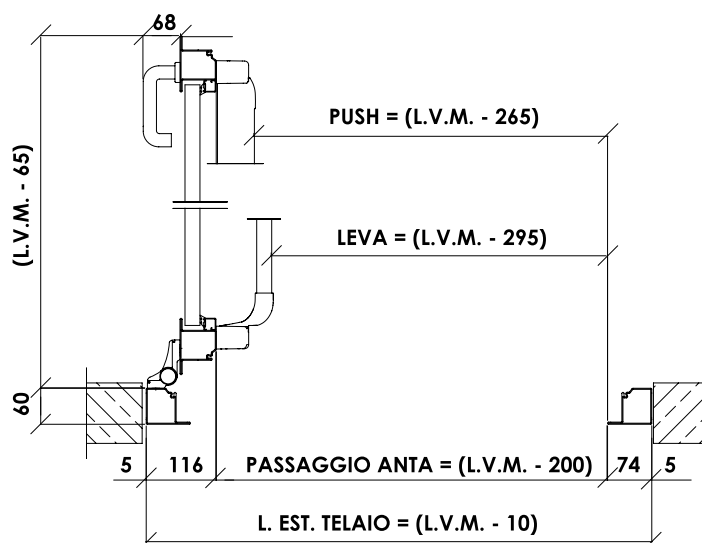 68
PUSH = (L.V.M. - 265)
(L.V.M. - 65)
LEVA = (L.V.M. - 295)
60
5 116 PASSAGGIO ANTA = (L.V.M. - 200) 74 5
L. EST. TELAIO = (L.V.M. - 10)